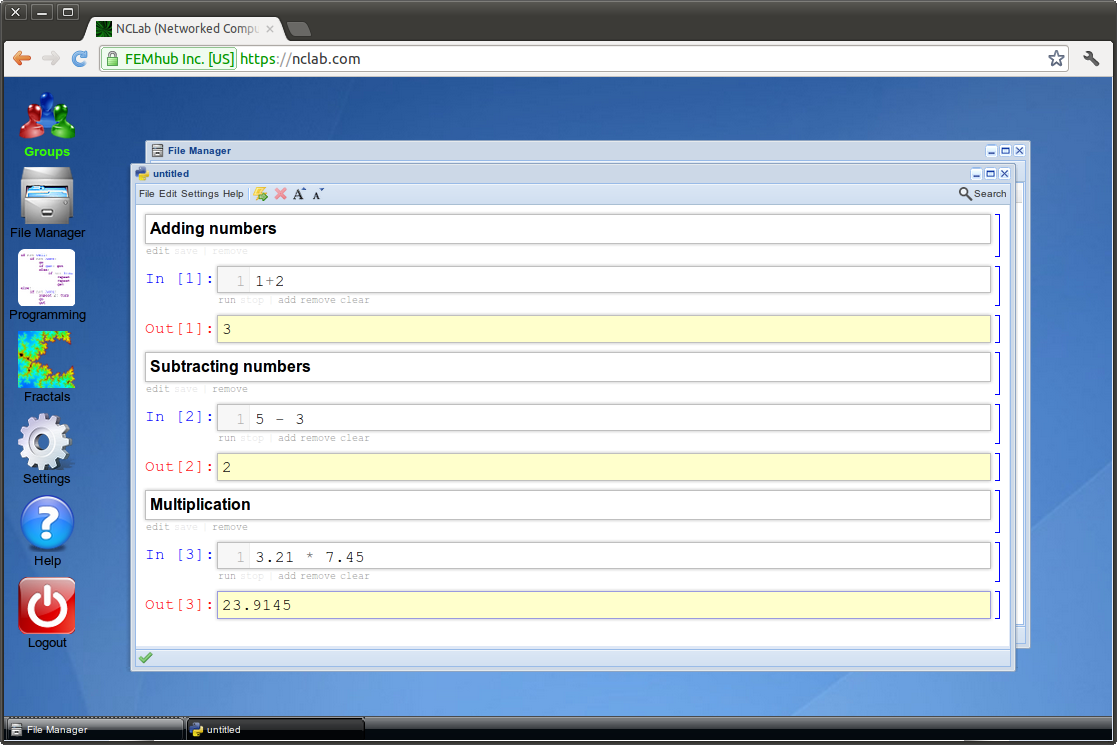 NCLab (Networked Compu
FEMhub Inc. [US] https://nclab.com
Groups
File Manager
Programming
Fractals
Settings
Help
Logout
File Manager
untitled
File Edit Settings Help A A Search
Adding numbers
edit save | remove
In [1]: 1 1+2
run stop | add remove clear
Out[1]: 3
Subtracting numbers
edit save | remove
In [2]: 1 5 - 3
run stop | add remove clear
Out[2]: 2
Multiplication
edit save | remove
In [3]: 1 3.21 * 7.45
run stop | add remove clear
Out[3]: 23.9145
File Manager untitled